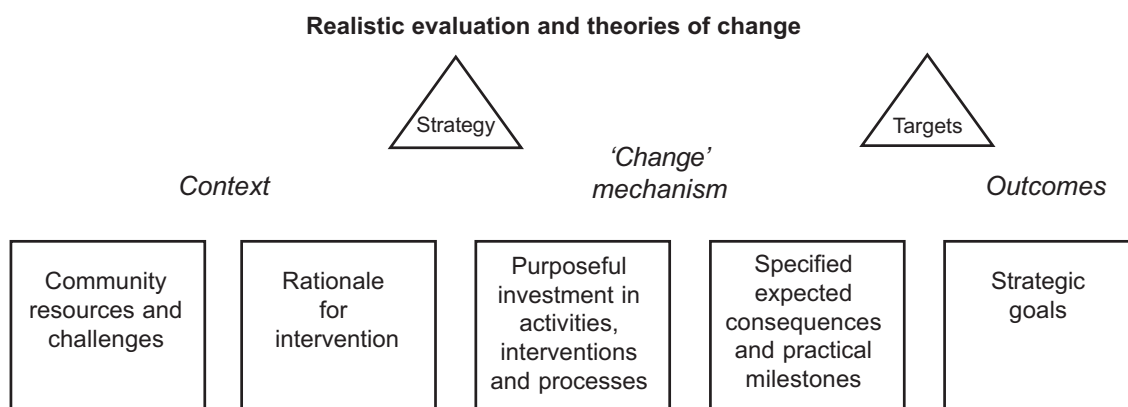 Realistic evaluation and theories of change
Strategy
Targets
'Change'
mechanism
Context
Outcomes
Community
resources and
challenges
Rationale
for
intervention
Purposeful
investment in
activities,
interventions
and processes
Specified
expected
consequences
and practical
milestones
Strategic
goals